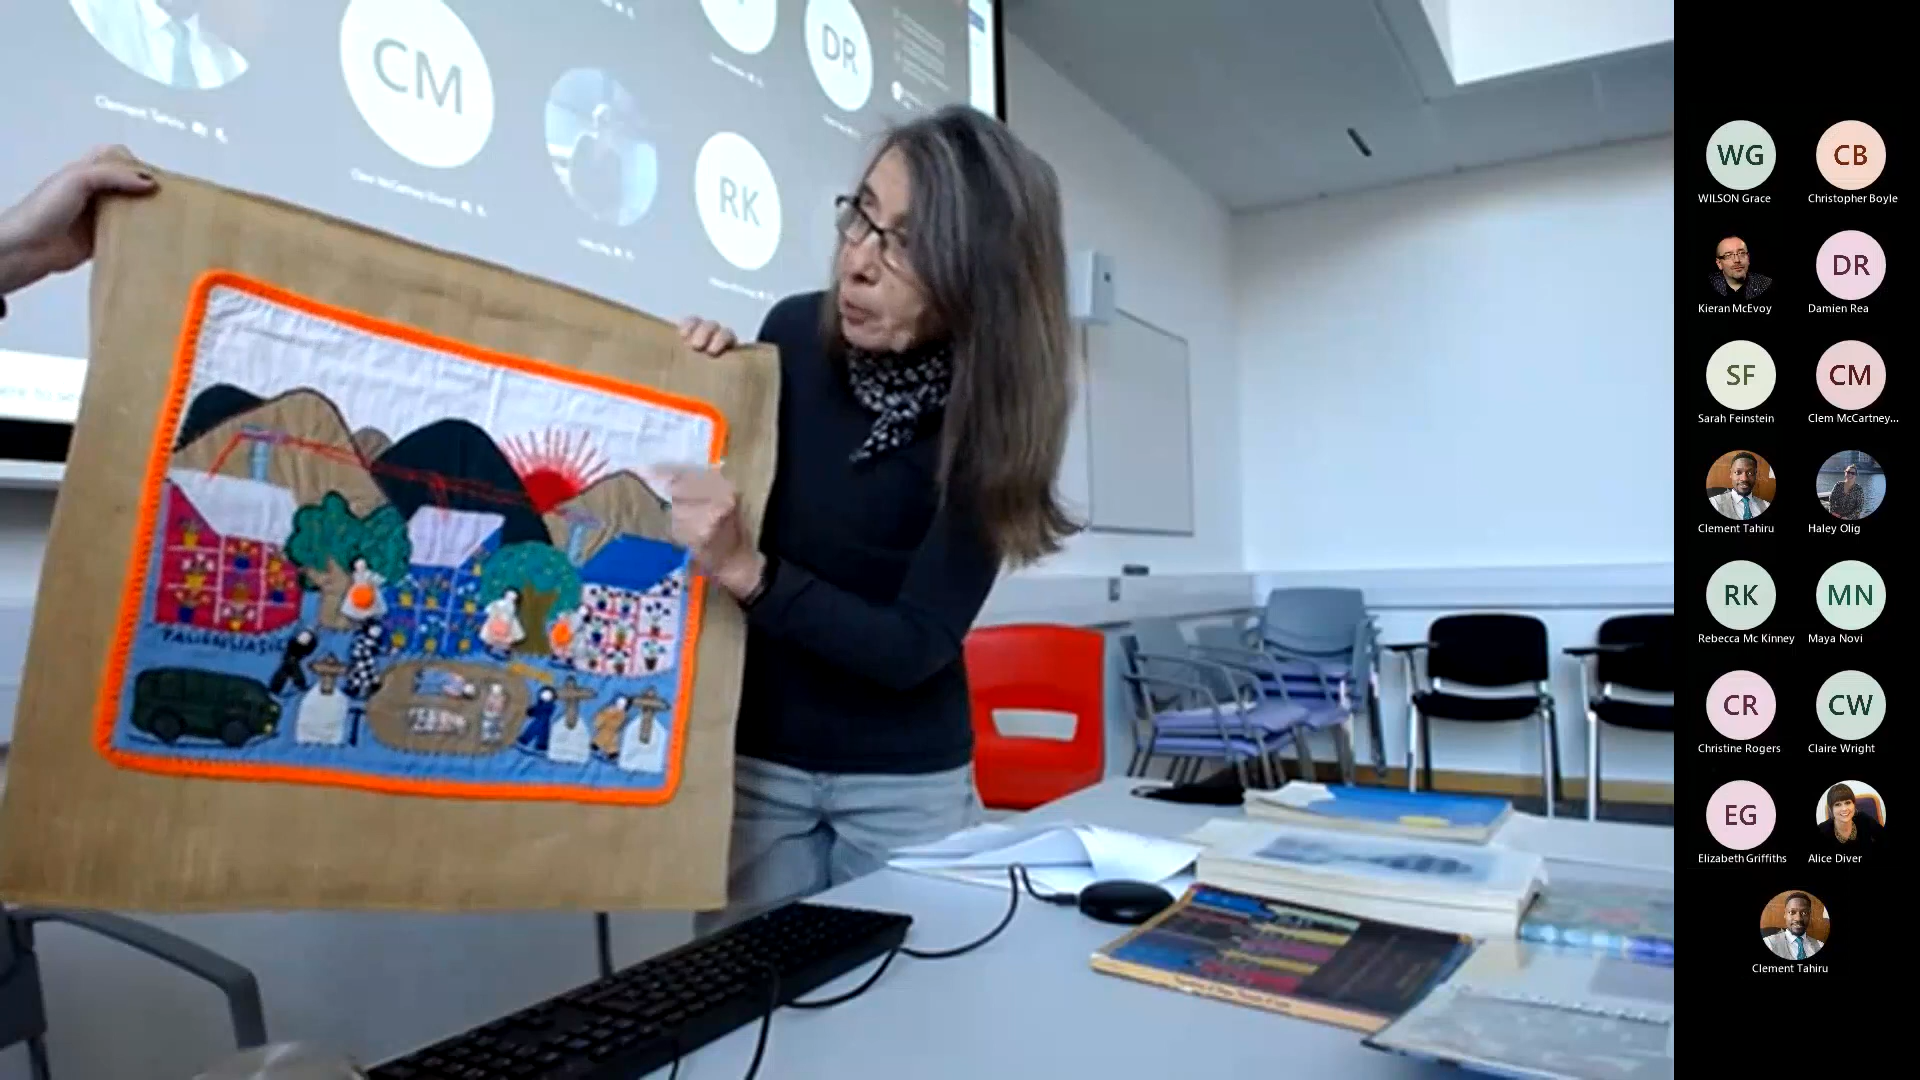 CM
DR
RK
WG
CB
WILSON Grace
Christopher Boyle
DR
Kieran McEvoy
Damien Rea
SF
CM
Sarah Feinstein
Clem McCartney...
Clement Tahiru
Haley Olig
RK
MN
Rebecca Mc Kinney
Maya Novi
CR
CW
Christine Rogers
Claire Wright
EG
Elizabeth Griffiths
Alice Diver
Clement Tahiru